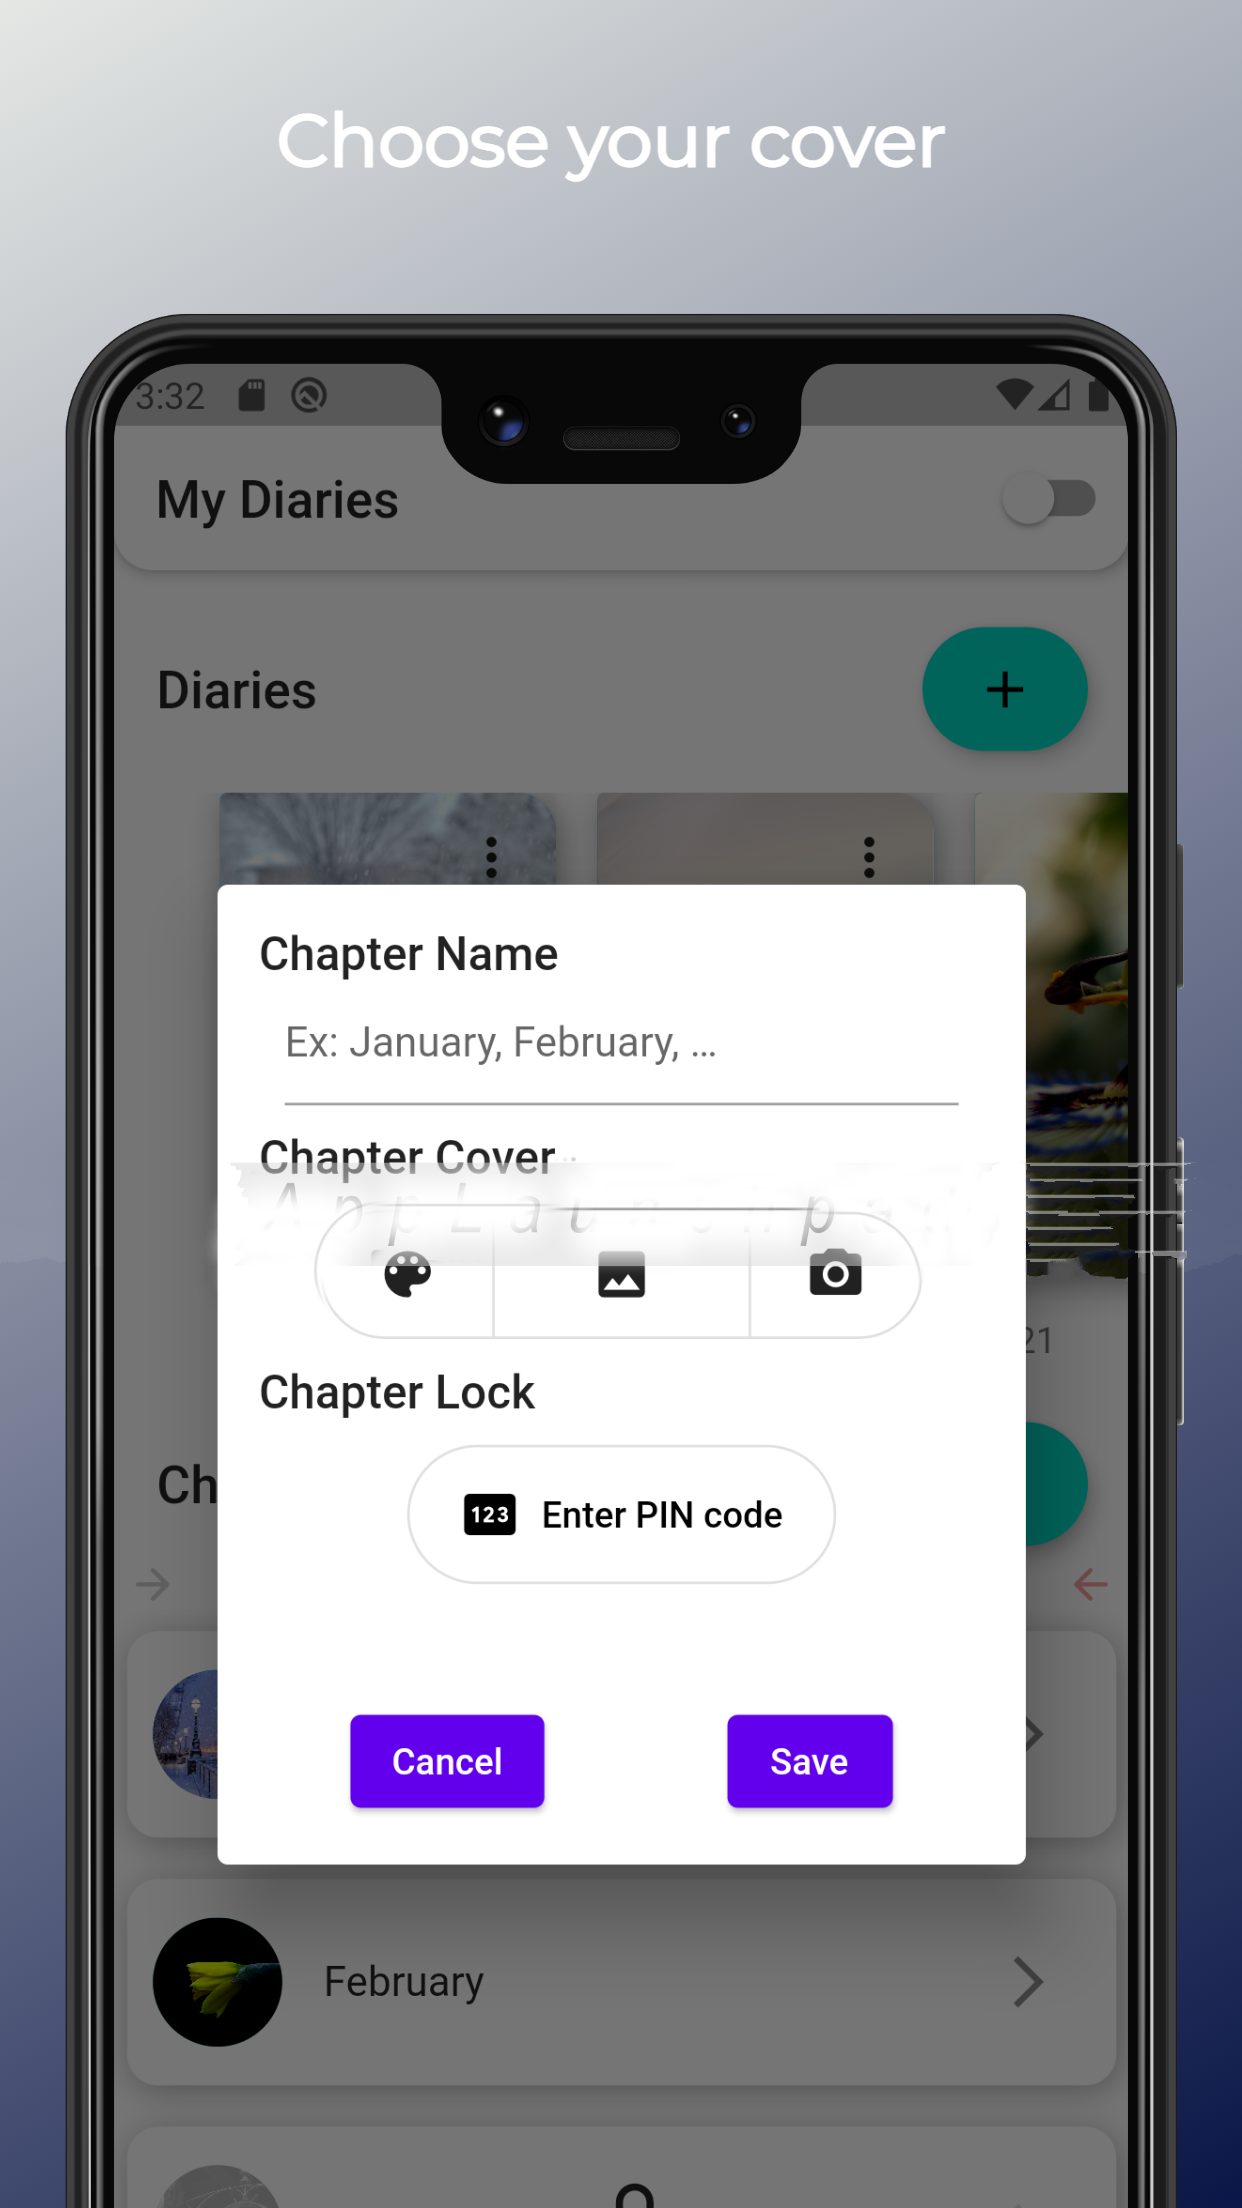 Choose your cover
3:32
My Diaries
Diaries
Chapter Name
Ex: January, February, ...
Chapter Cover
21
Chapter Lock
Ch
123 Enter PIN code
Cancel
Save
February